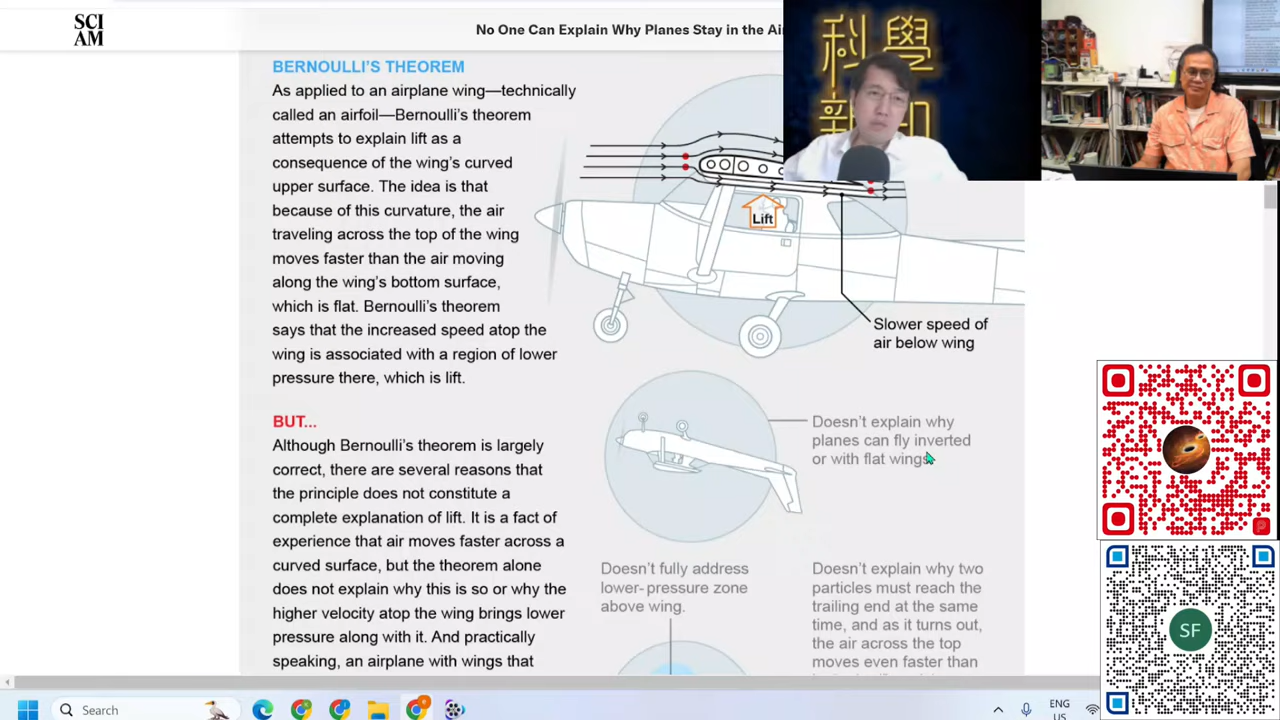 SCI
AM
No One Can Explain Why Planes Stay in the Air
科學
新知
BERNOULLI'S THEOREM
As applied to an airplane wing—technically
called an airfoil—Bernoulli's theorem
attempts to explain lift as a
consequence of the wing's curved
upper surface. The idea is that
because of this curvature, the air
traveling across the top of the wing
moves faster than the air moving
along the wing's bottom surface,
which is flat. Bernoulli's theorem
says that the increased speed atop the
wing is associated with a region of lower
pressure there, which is lift.
Lift
Slower speed of
air below wing
BUT...
Although Bernoulli's theorem is largely
correct, there are several reasons that
the principle does not constitute a
complete explanation of lift. It is a fact of
experience that air moves faster across a
curved surface, but the theorem alone
does not explain why this is so or why the
higher velocity atop the wing brings lower
pressure along with it. And practically
speaking, an airplane with wings that
Doesn't explain why
planes can fly inverted
or with flat wings
Doesn't fully address
lower-pressure zone
above wing.
Doesn't explain why two
particles must reach the
trailing end at the same
time, and as it turns out,
the air across the top
moves even faster than
SF
Search
ENG
US